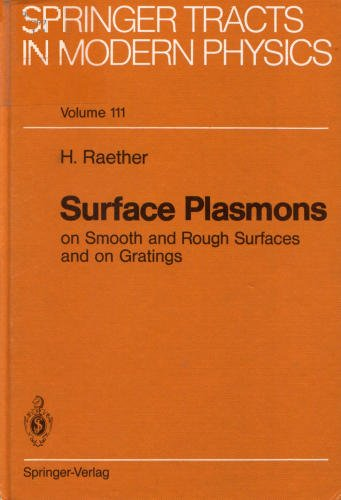 SPRINGER TRACTS
IN MODERN PHYSICS
Volume 111
H. Raether
Surface Plasmons
on Smooth and Rough Surfaces
and on Gratings
Springer-Verlag